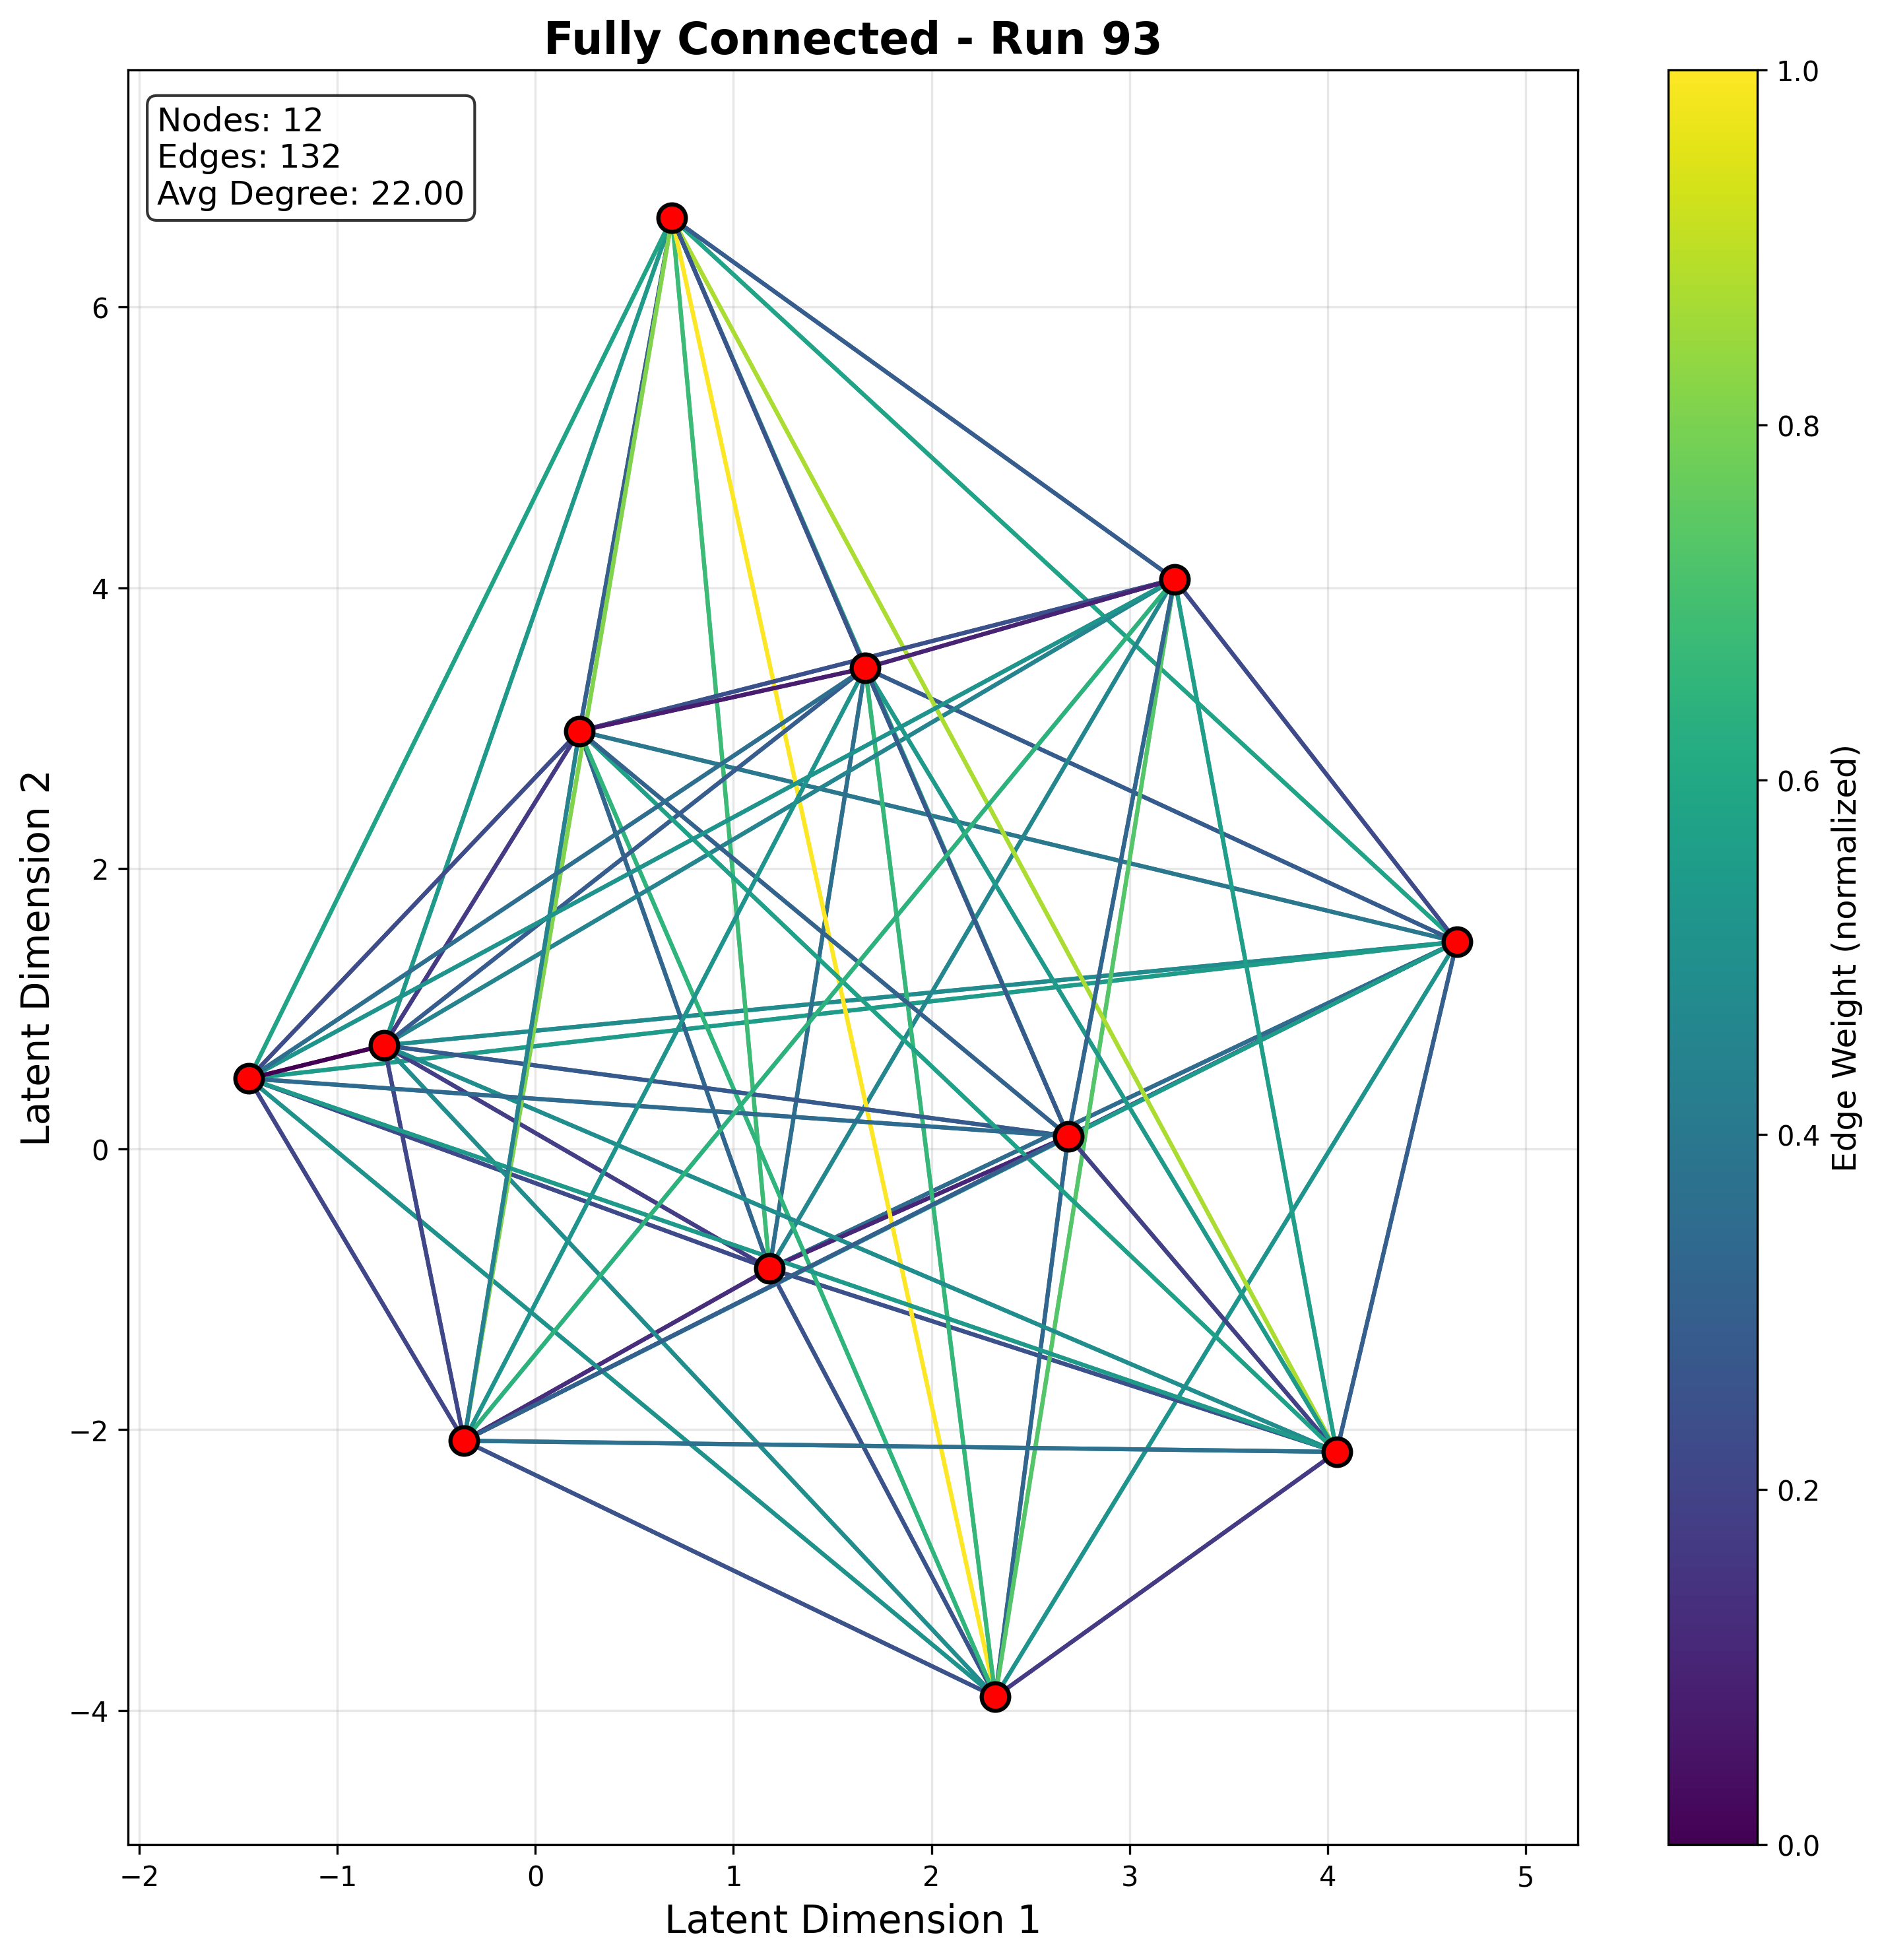 Fully Connected - Run 93
Nodes: 12
Edges: 132
Avg Degree: 22.00
6
4
2
0
−2
−4
Latent Dimension 2
−2
−1
0
1
2
3
4
5
Latent Dimension 1
1.0
0.8
0.6
0.4
0.2
0.0
Edge Weight (normalized)